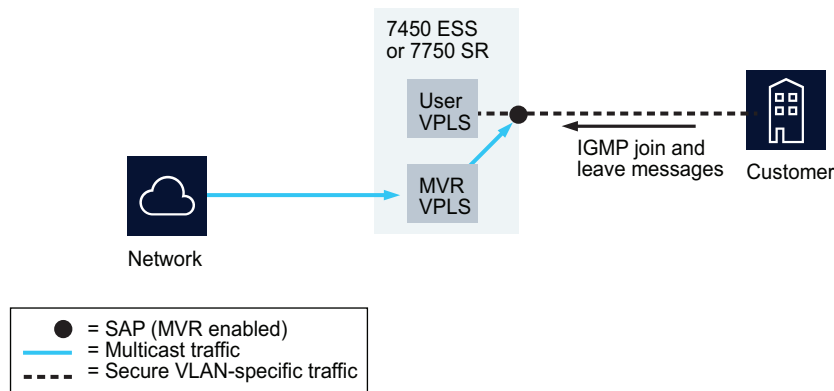 7450 ESS
or 7750 SR
User
VPLS
IGMP join and
leave messages
Customer
MVR
VPLS
Network
= SAP (MVR enabled)
= Multicast traffic
= Secure VLAN-specific traffic